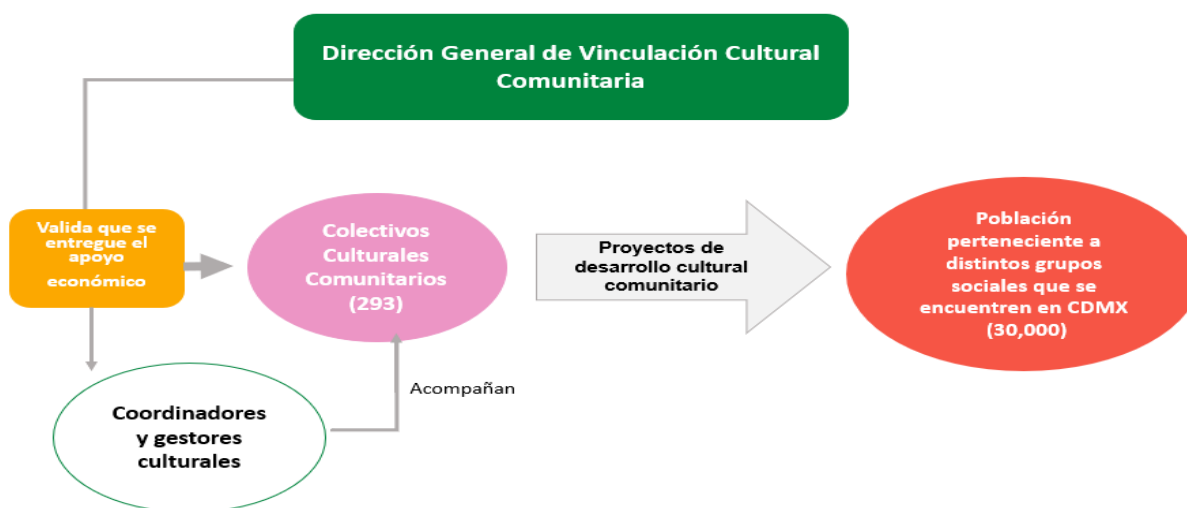 Dirección General de Vinculación Cultural
Comunitaria
Valida que se
entregue el
apoyo
económico
Colectivos
Culturales
Comunitarios
(293)
Proyectos de
desarrollo cultural
comunitario
Población
perteneciente a
distintos grupos
sociales que se
encuentren en CDMX
(30,000)
Acompañan
Coordinadores
y gestores
culturales